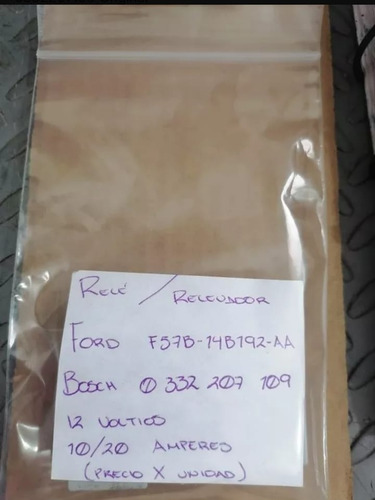 Relé / Relevador
Ford F57B-14B192-AA
Bosch 0 332 207 109
12 Voltios
10/20 Amperes
(Precio x unidad)